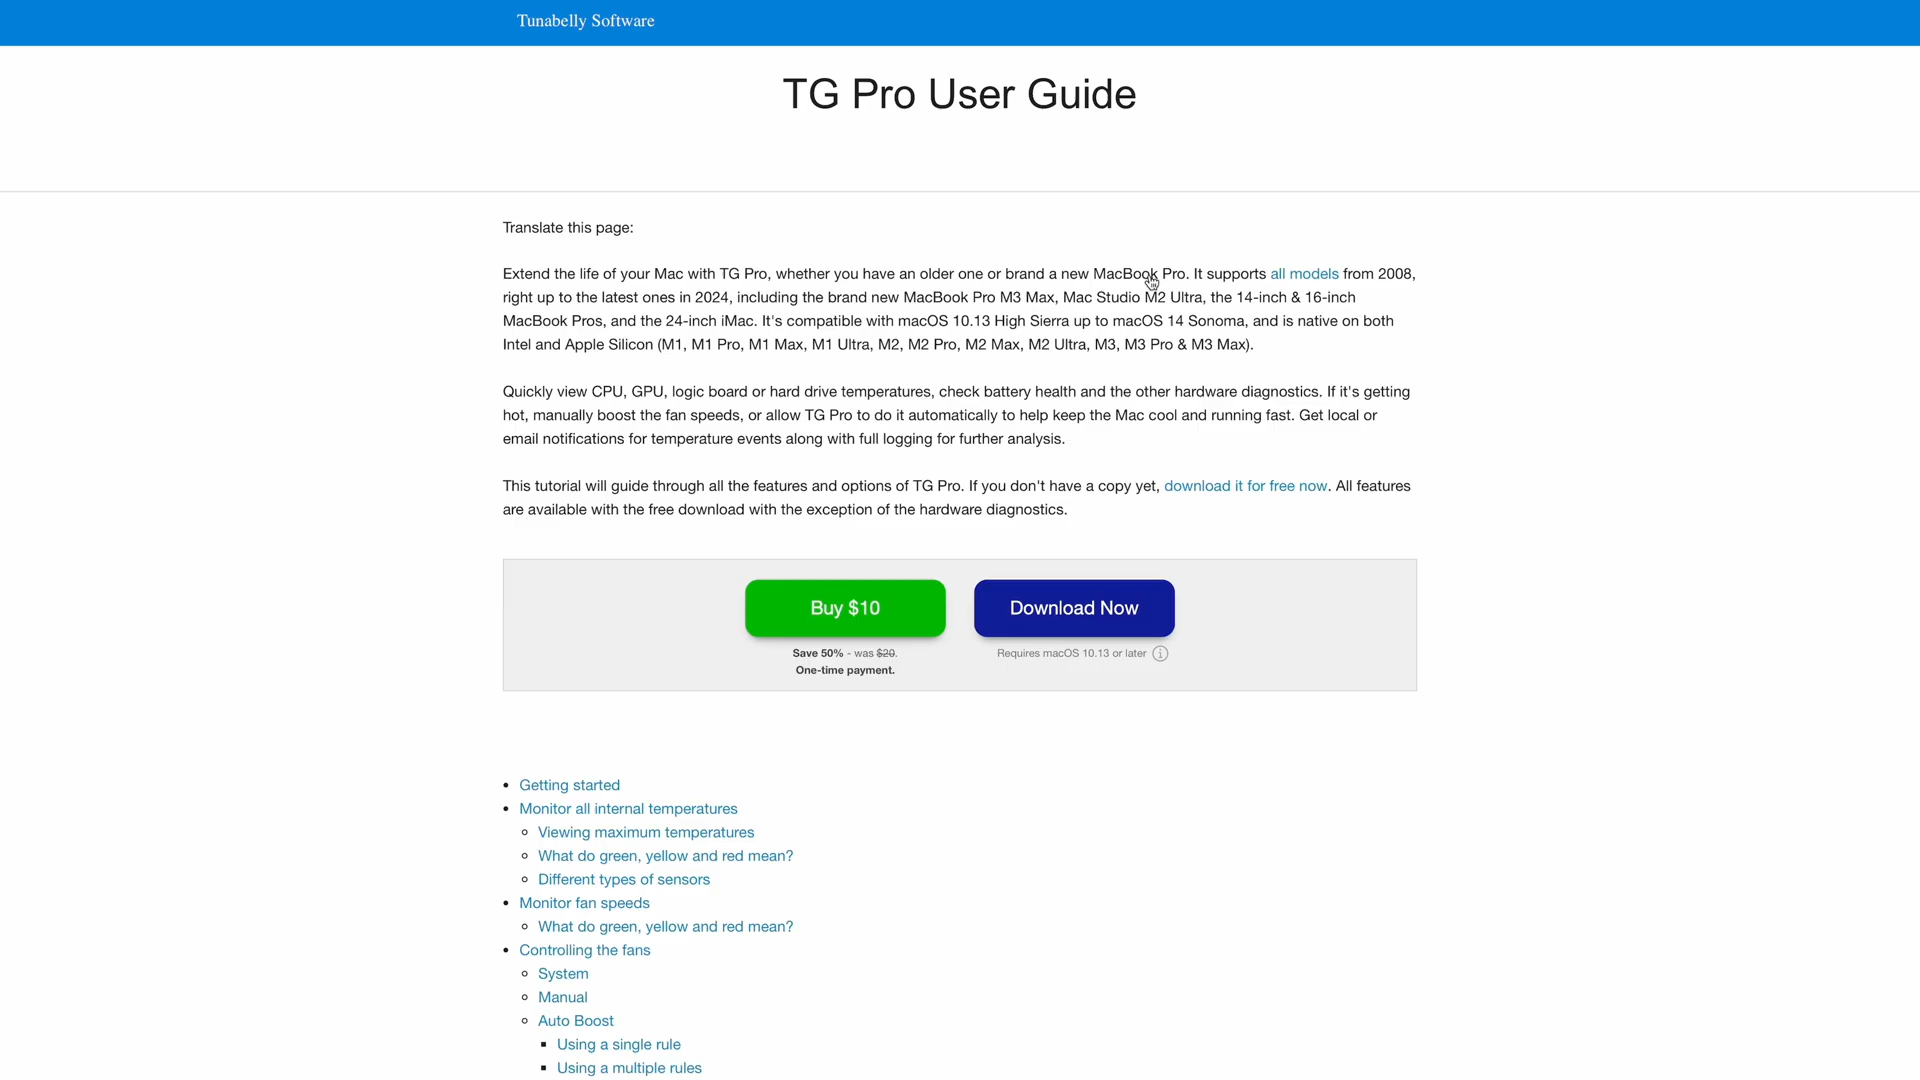 Tunabelly Software
TG Pro User Guide
Translate this page:
Extend the life of your Mac with TG Pro, whether you have an older one or brand a new MacBook Pro. It supports all models from 2008,
right up to the latest ones in 2024, including the brand new MacBook Pro M3 Max, Mac Studio M2 Ultra, the 14-inch & 16-inch
MacBook Pros, and the 24-inch iMac. It's compatible with macOS 10.13 High Sierra up to macOS 14 Sonoma, and is native on both
Intel and Apple Silicon (M1, M1 Pro, M1 Max, M1 Ultra, M2, M2 Pro, M2 Max, M2 Ultra, M3, M3 Pro & M3 Max).
Quickly view CPU, GPU, logic board or hard drive temperatures, check battery health and the other hardware diagnostics. If it's getting
hot, manually boost the fan speeds, or allow TG Pro to do it automatically to help keep the Mac cool and running fast. Get local or
email notifications for temperature events along with full logging for further analysis.
This tutorial will guide through all the features and options of TG Pro. If you don't have a copy yet, download it for free now. All features
are available with the free download with the exception of the hardware diagnostics.
Buy $10
Download Now
Save 50% - was $20.
Requires macOS 10.13 or later
One-time payment.
• Getting started
• Monitor all internal temperatures
◦ Viewing maximum temperatures
◦ What do green, yellow and red mean?
◦ Different types of sensors
• Monitor fan speeds
◦ What do green, yellow and red mean?
• Controlling the fans
◦ System
◦ Manual
◦ Auto Boost
▪ Using a single rule
▪ Using a multiple rules